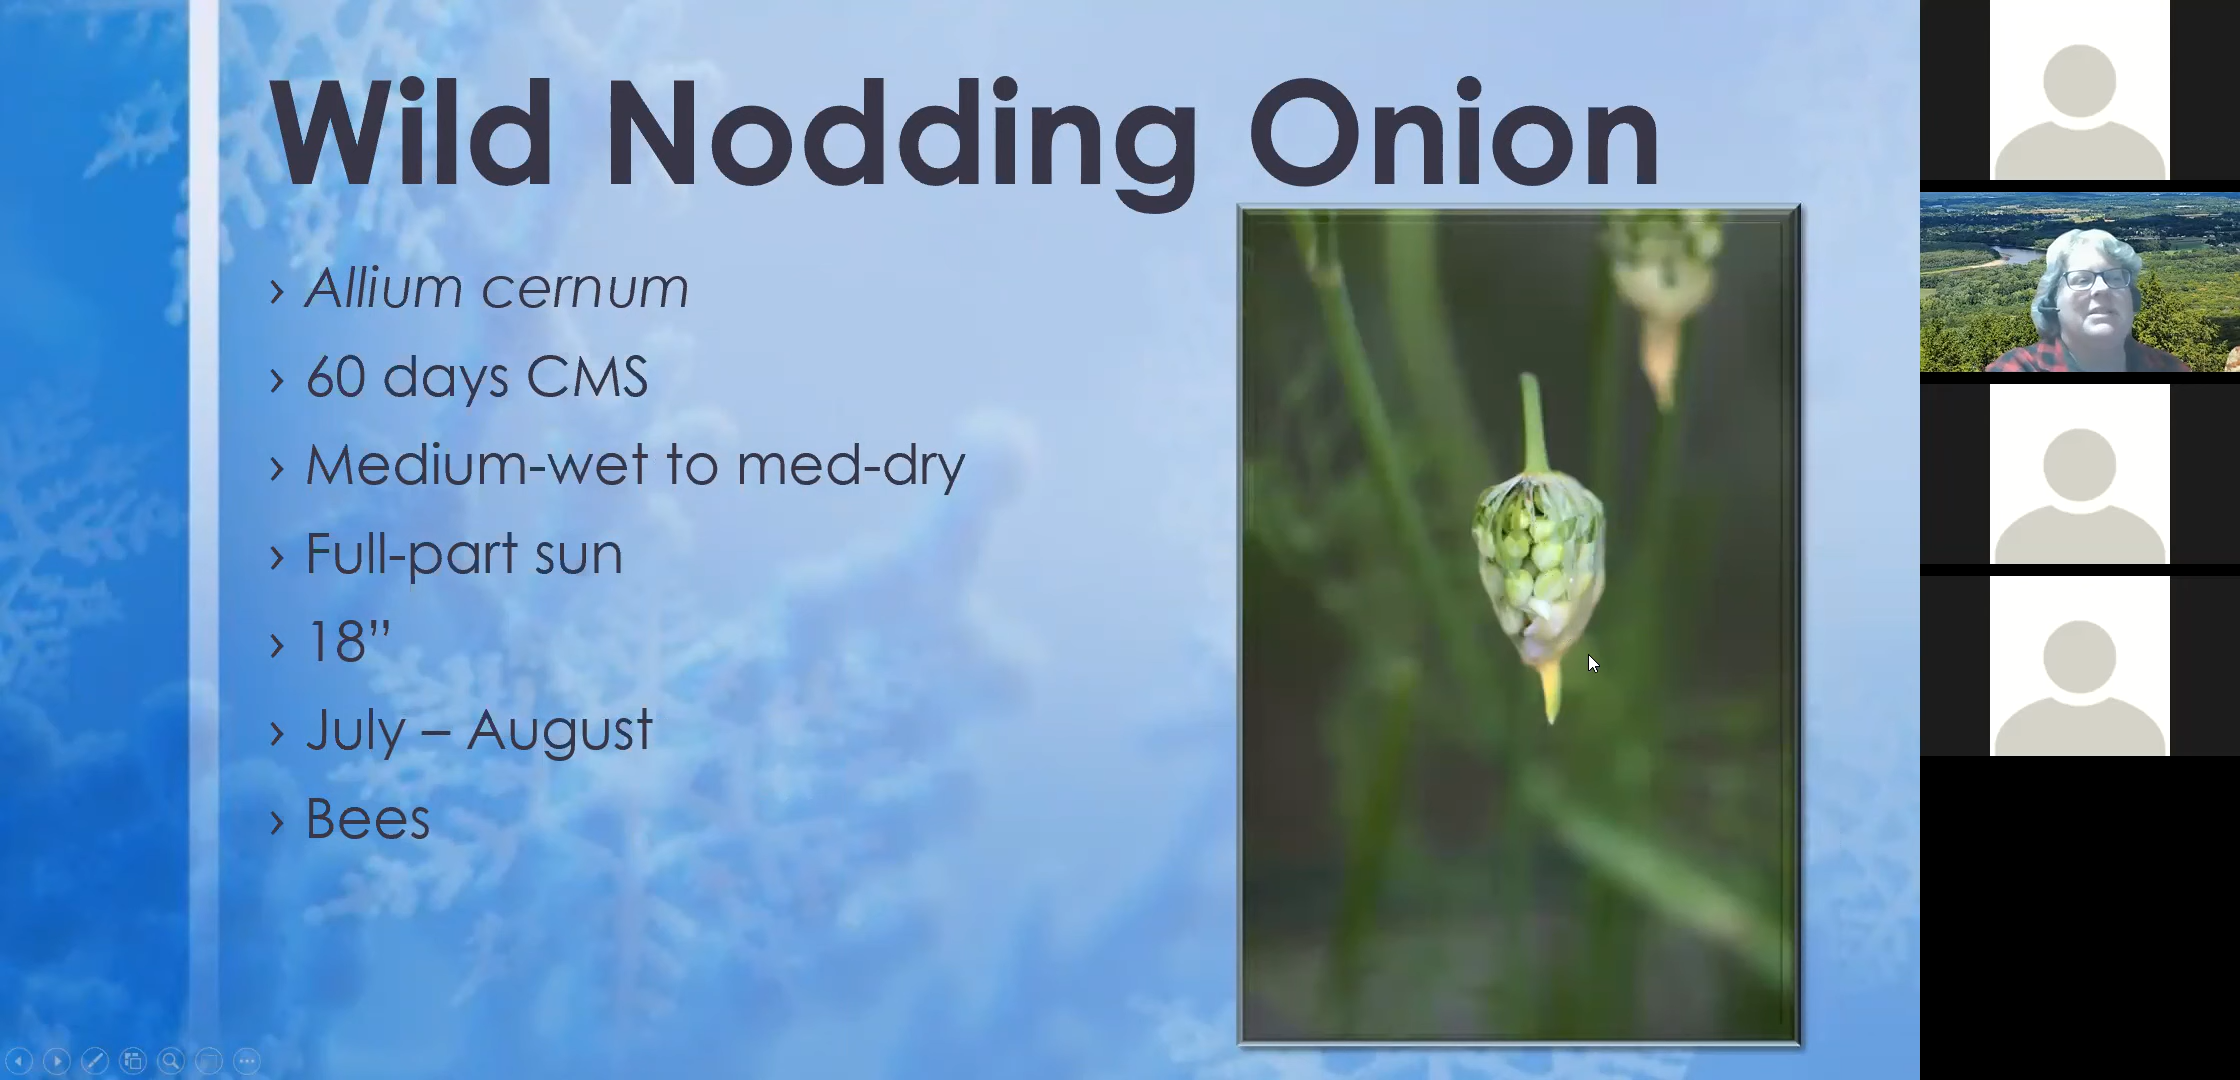 Wild Nodding Onion
› Allium cernum
› 60 days CMS
› Medium-wet to med-dry
› Full-part sun
› 18”
› July – August
› Bees